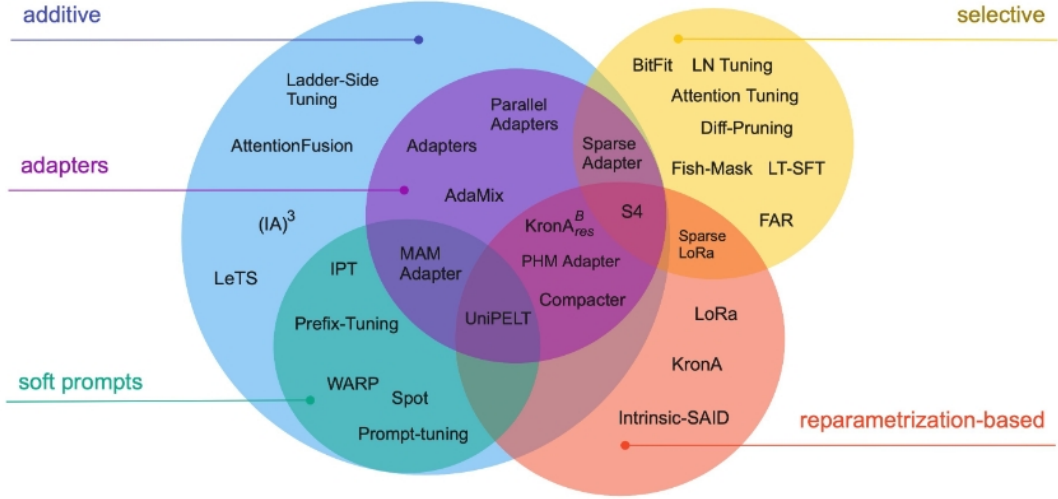 additive
selective
Ladder-Side
Tuning
AttentionFusion
(IA)³
LeTS
adapters
Parallel
Adapters
Adapters
AdaMix
Sparse
Adapter
BitFit
LN Tuning
Attention Tuning
Diff-Pruning
Fish-Mask
LT-SFT
FAR
S4
KronA^B_res
PHM Adapter
Compacter
Sparse
LoRa
MAM
Adapter
UniPELT
IPT
Prefix-Tuning
WARP
Spot
Prompt-tuning
soft prompts
LoRa
KronA
Intrinsic-SAID
reparametrization-based